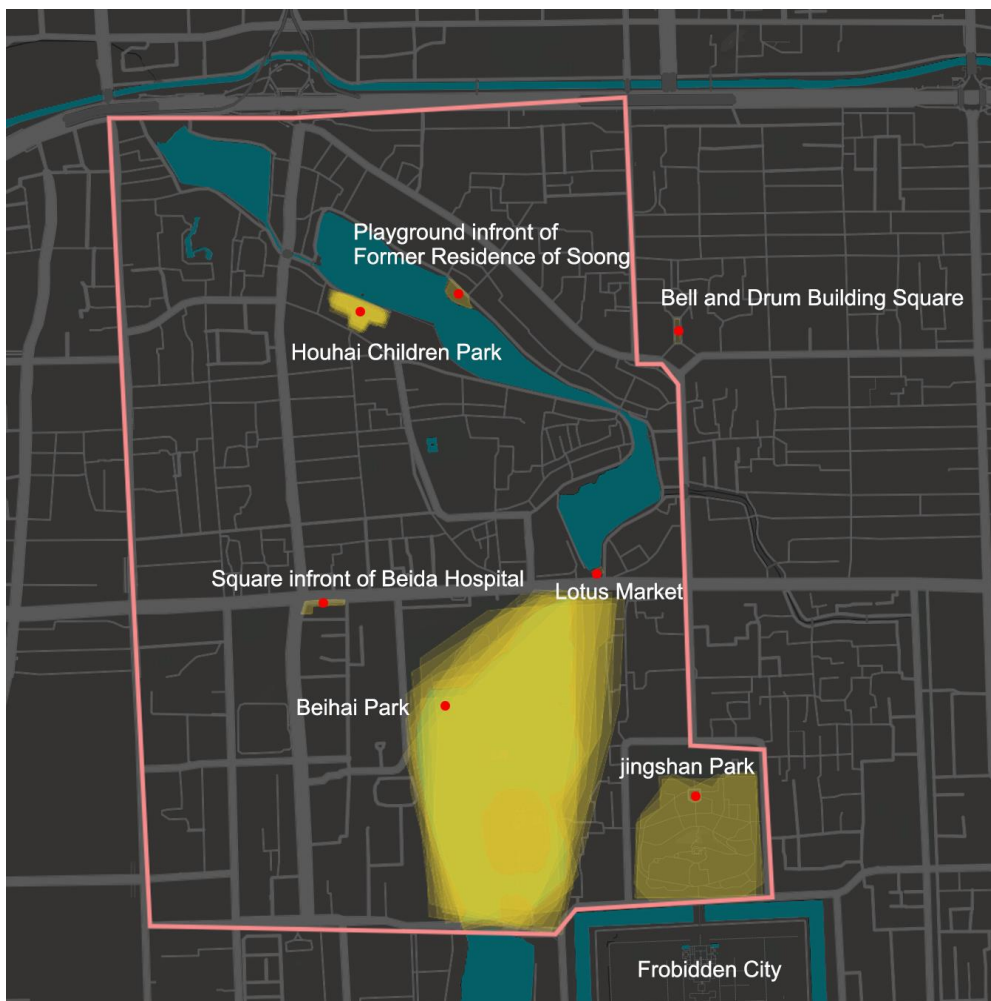 Playground infront of
Former Residence of Soong
Bell and Drum Building Square
Houhai Children Park
Square infront of Beida Hospital
Lotus Market
Beihai Park
jingshan Park
Frobidden City